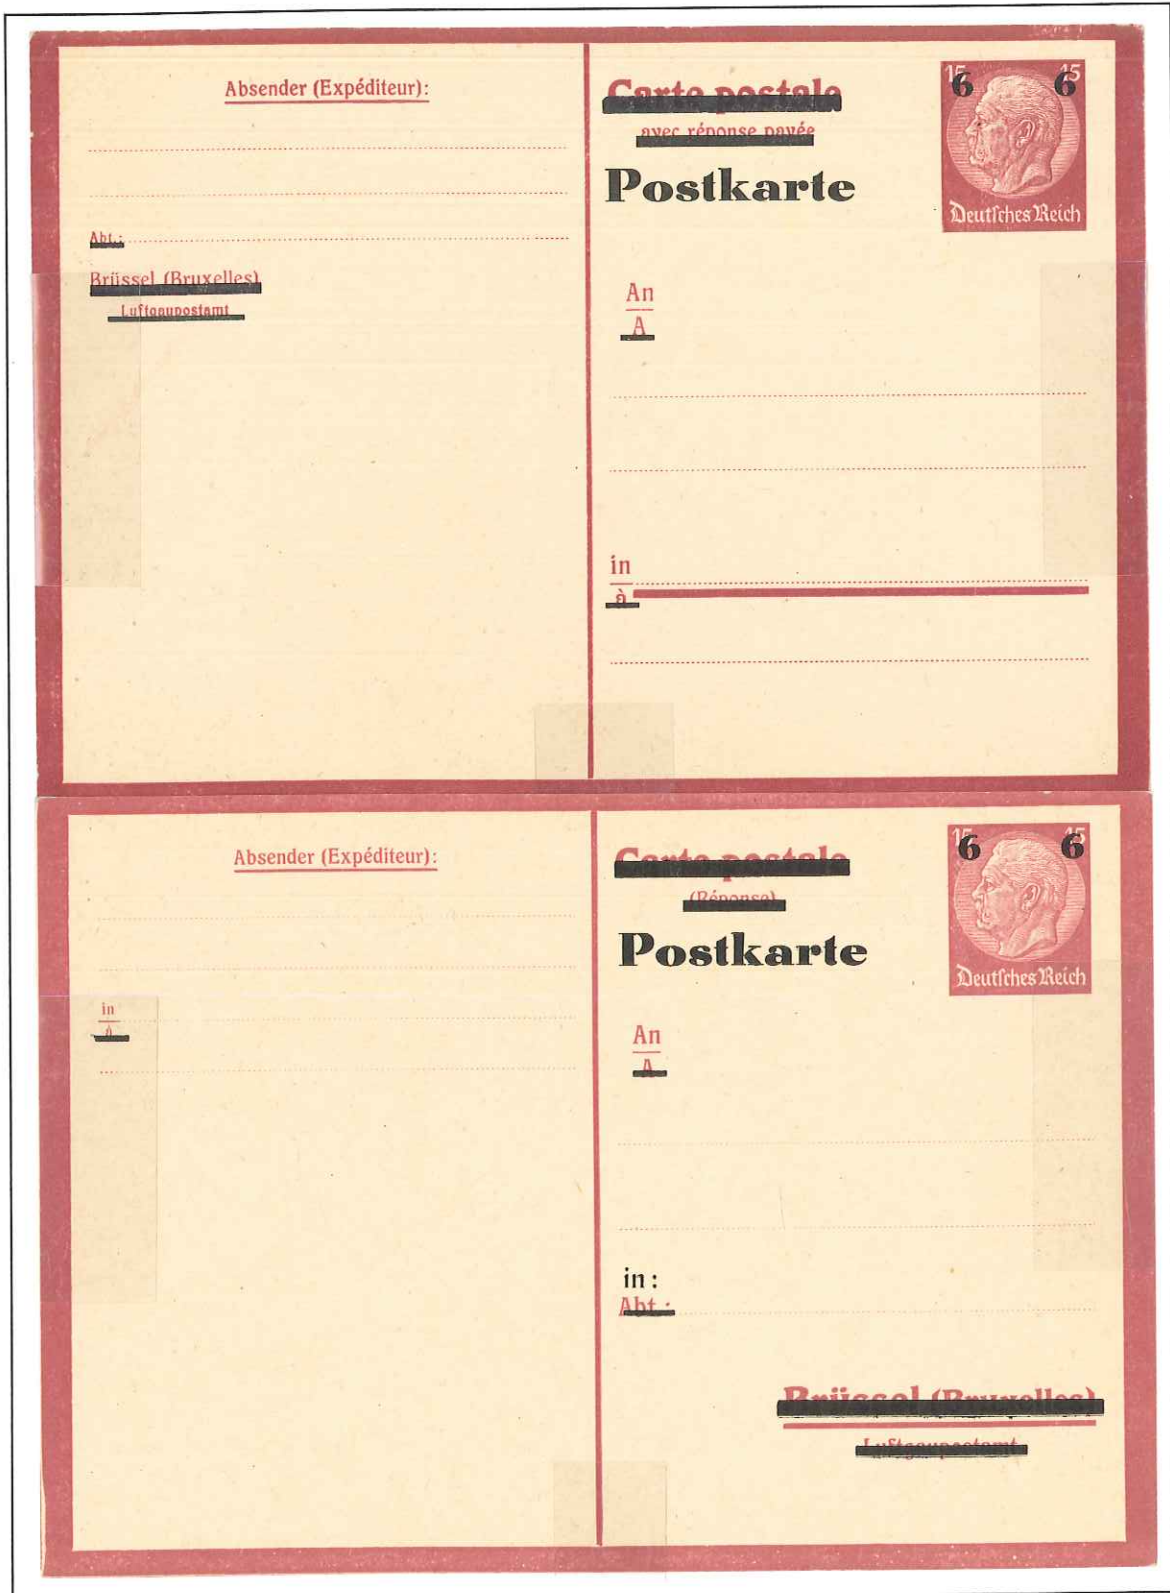 Absender (Expéditeur):
Abt.:
Brüssel (Bruxelles)
Luftgaupostamt
Carte postale
avec réponse payée
Postkarte
15 15
6 6
Deutsches Reich
An
A
in
à
Absender (Expéditeur):
in
à
Carte postale
(Réponse)
Postkarte
15 15
6 6
Deutsches Reich
An
A
in :
Abt.:
Brüssel (Bruxelles)
Luftgaupostamt